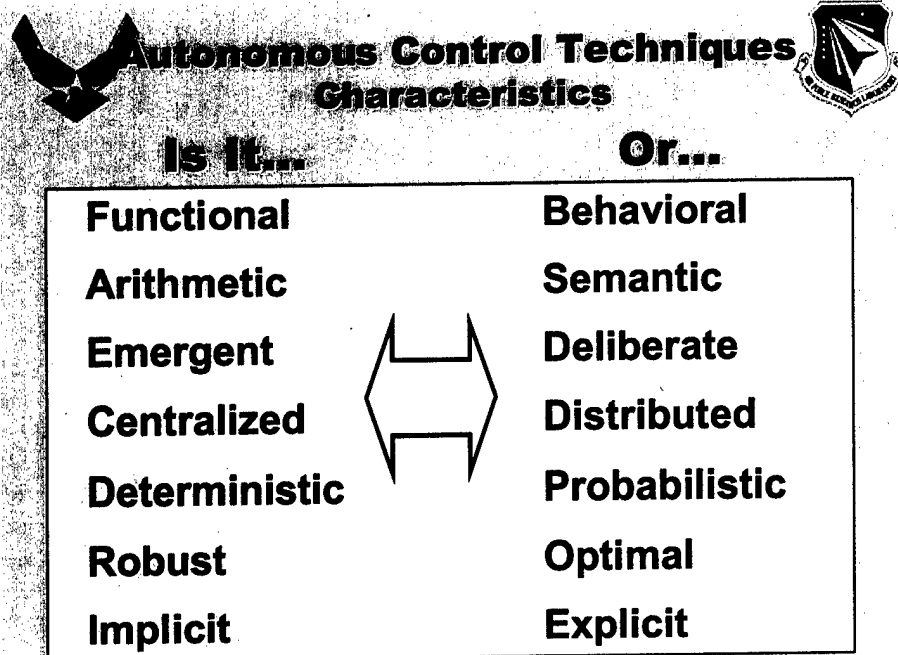 Autonomous Control Techniques
Characteristics
Is It... Or...
Functional Behavioral
Arithmetic Semantic
Emergent Deliberate
Centralized Distributed
Deterministic Probabilistic
Robust Optimal
Implicit Explicit